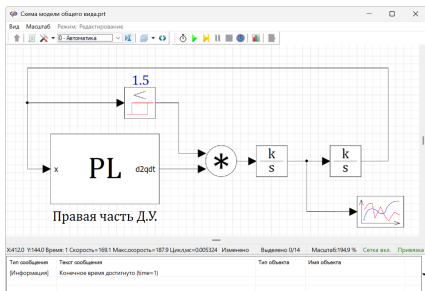 Схема модели общего вида.prt
Вид Масштаб Режим: Редактирование
0 - Автоматика
1.5
<
x PL d2qdt
*
k
s
k
s
Правая часть Д.У.
X:412.0 Y:144.0 Время: 1 Скорость=169.1 Макс.скорость=187.9 Цикл,мс=0.005324 Изменено Выделено 0/14 Масштаб:194.9 % Сетка вкл. Привязка
Тип сообщения Текст сообщения Тип объекта Имя объекта
[Информация] Конечное время достигнуто (time=1)